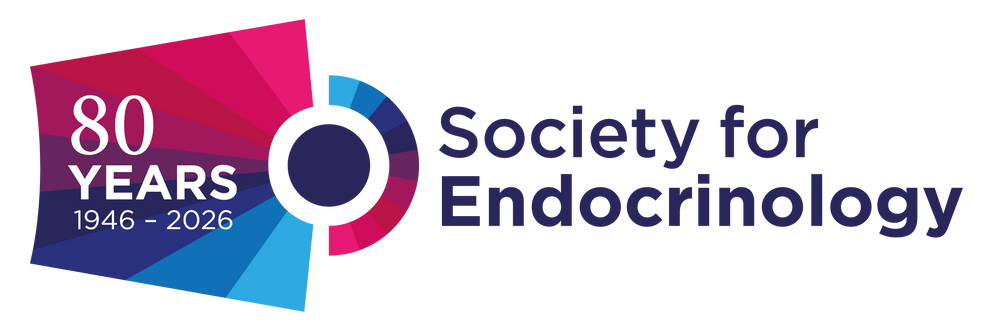 80
YEARS
1946 – 2026
Society for
Endocrinology